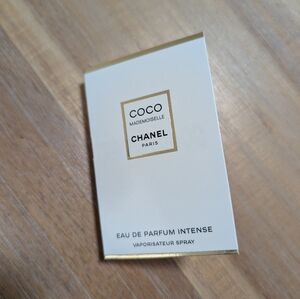 COCO
MADEMOISELLE
CHANEL
PARIS
EAU DE PARFUM INTENSE
VAPORISATEUR SPRAY